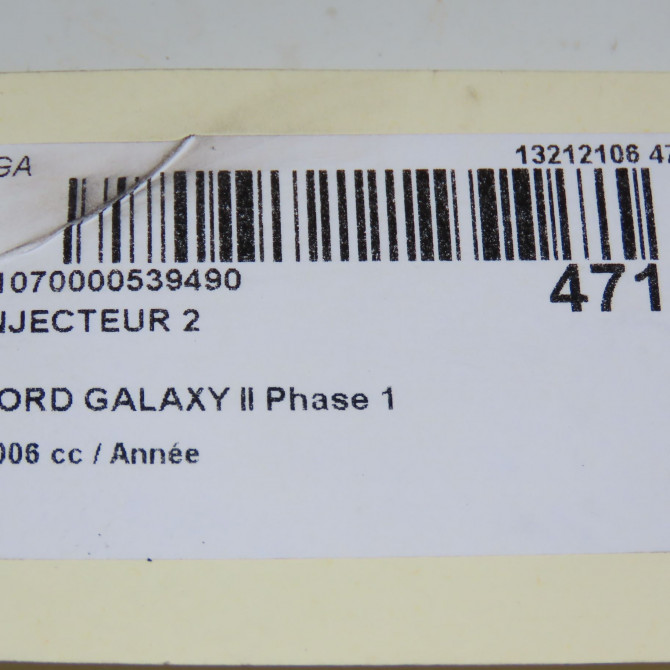 GA
13212106 47
1070000539490
471
NJECTEUR 2
ORD GALAXY II Phase 1
006 cc / Année